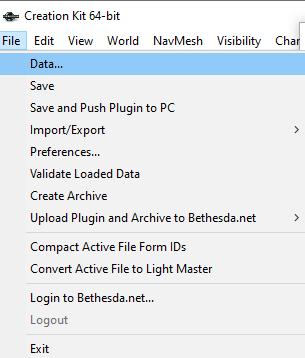 Creation Kit 64-bit
File Edit View World NavMesh Visibility
Data...
Save
Save and Push Plugin to PC
Import/Export
Preferences...
Validate Loaded Data
Create Archive
Upload Plugin and Archive to Bethesda.net
Compact Active File Form IDs
Convert Active File to Light Master
Login to Bethesda.net...
Logout
Exit